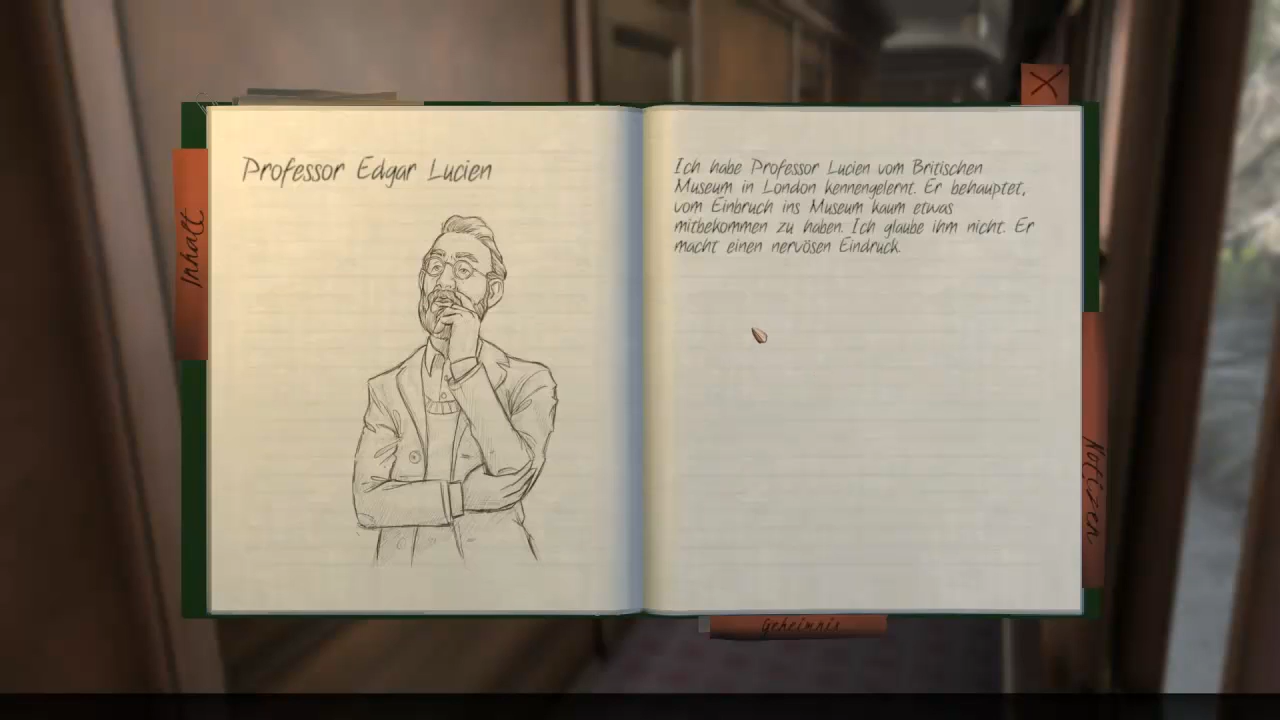 Professor Edgar Lucien
Ich habe Professor Lucien vom Britischen
Museum in London kennengelernt. Er behauptet,
vom Einbruch ins Museum kaum etwas
mitbekommen zu haben. Ich glaube ihm nicht. Er
macht einen nervösen Eindruck.
Inhalt
Notizen
Geheimnis